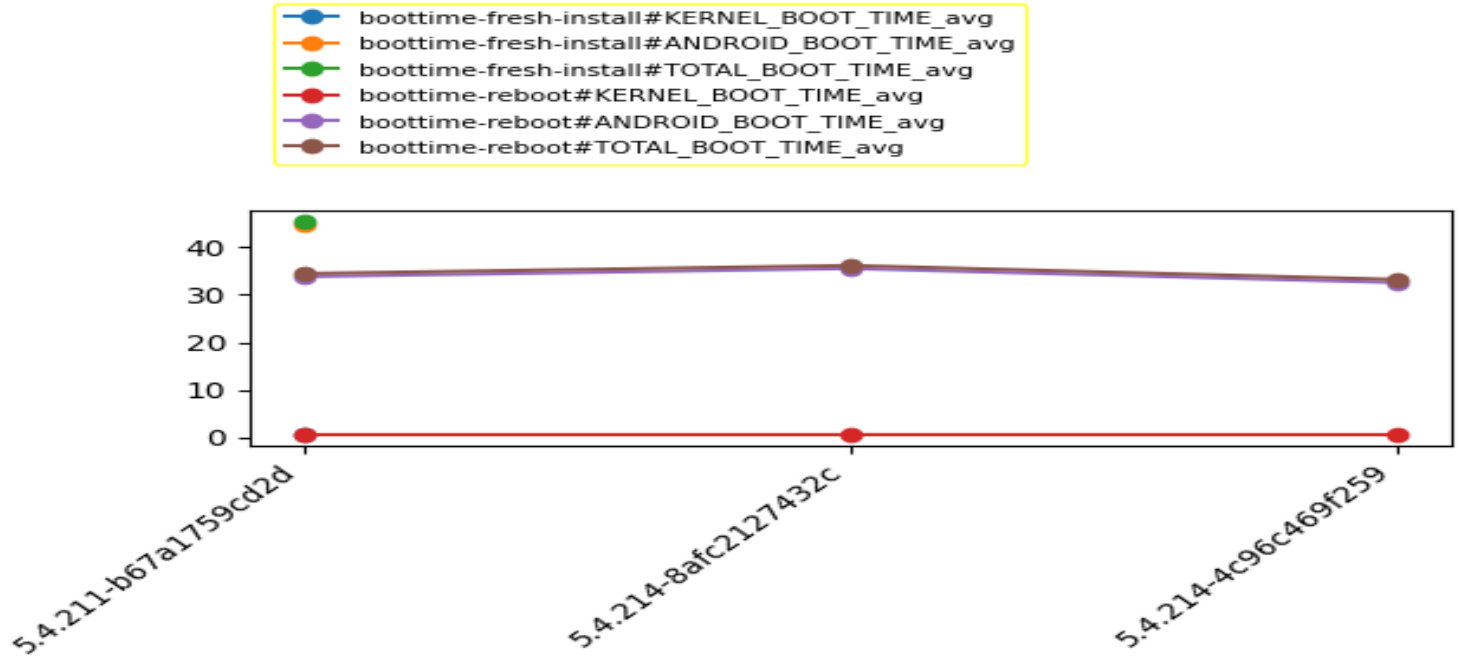 boottime-fresh-install#KERNEL_BOOT_TIME_avg
boottime-fresh-install#ANDROID_BOOT_TIME_avg
boottime-fresh-install#TOTAL_BOOT_TIME_avg
boottime-reboot#KERNEL_BOOT_TIME_avg
boottime-reboot#ANDROID_BOOT_TIME_avg
boottime-reboot#TOTAL_BOOT_TIME_avg
40
30
20
10
0
5.4.211-b67a1759cd2d
5.4.214-8afc2127432c
5.4.214-4c96c469f259